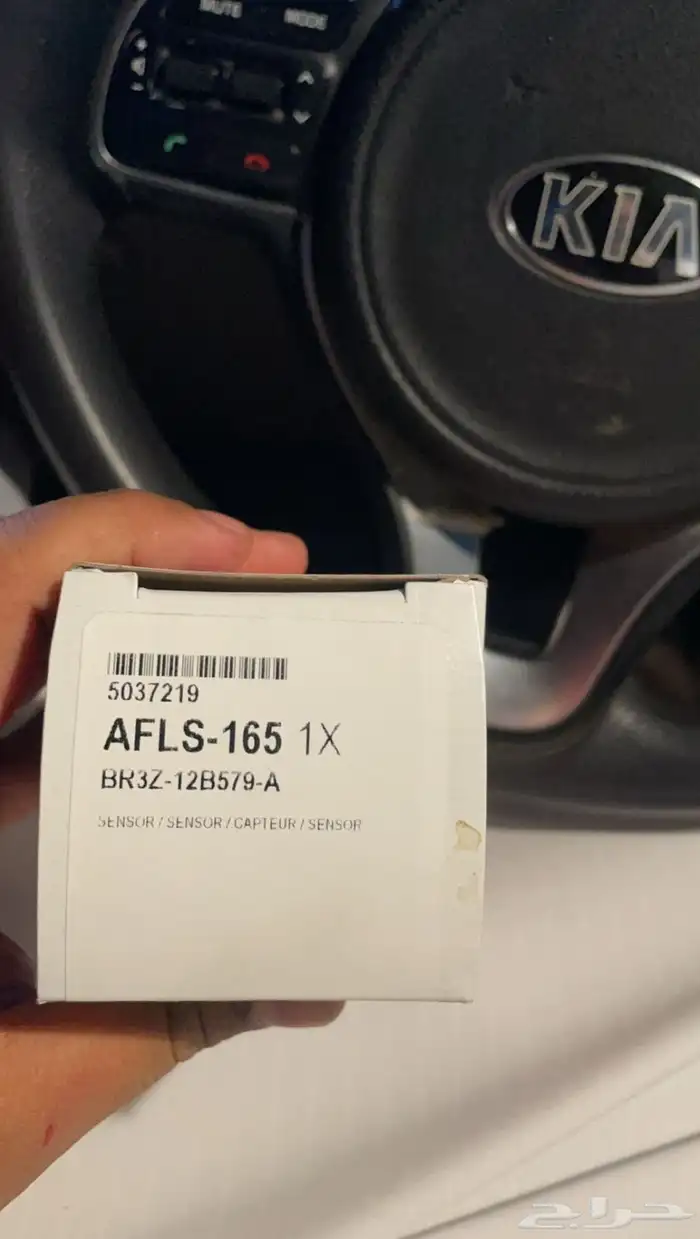 MUTE MODE
KIA
5037219
AFLS-165 1X
BR3Z-12B579-A
SENSOR / SENSOR / CAPTEUR / SENSOR
حراج